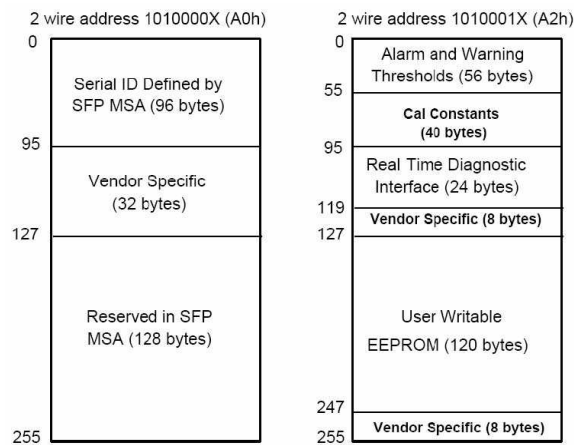 2 wire address 1010000X (A0h)
0
Serial ID Defined by
SFP MSA (96 bytes)
95
Vendor Specific
(32 bytes)
127
Reserved in SFP
MSA (128 bytes)
255
2 wire address 1010001X (A2h)
0
Alarm and Warning
Thresholds (56 bytes)
55
Cal Constants
(40 bytes)
95
Real Time Diagnostic
Interface (24 bytes)
119
Vendor Specific (8 bytes)
127
User Writable
EEPROM (120 bytes)
247
Vendor Specific (8 bytes)
255